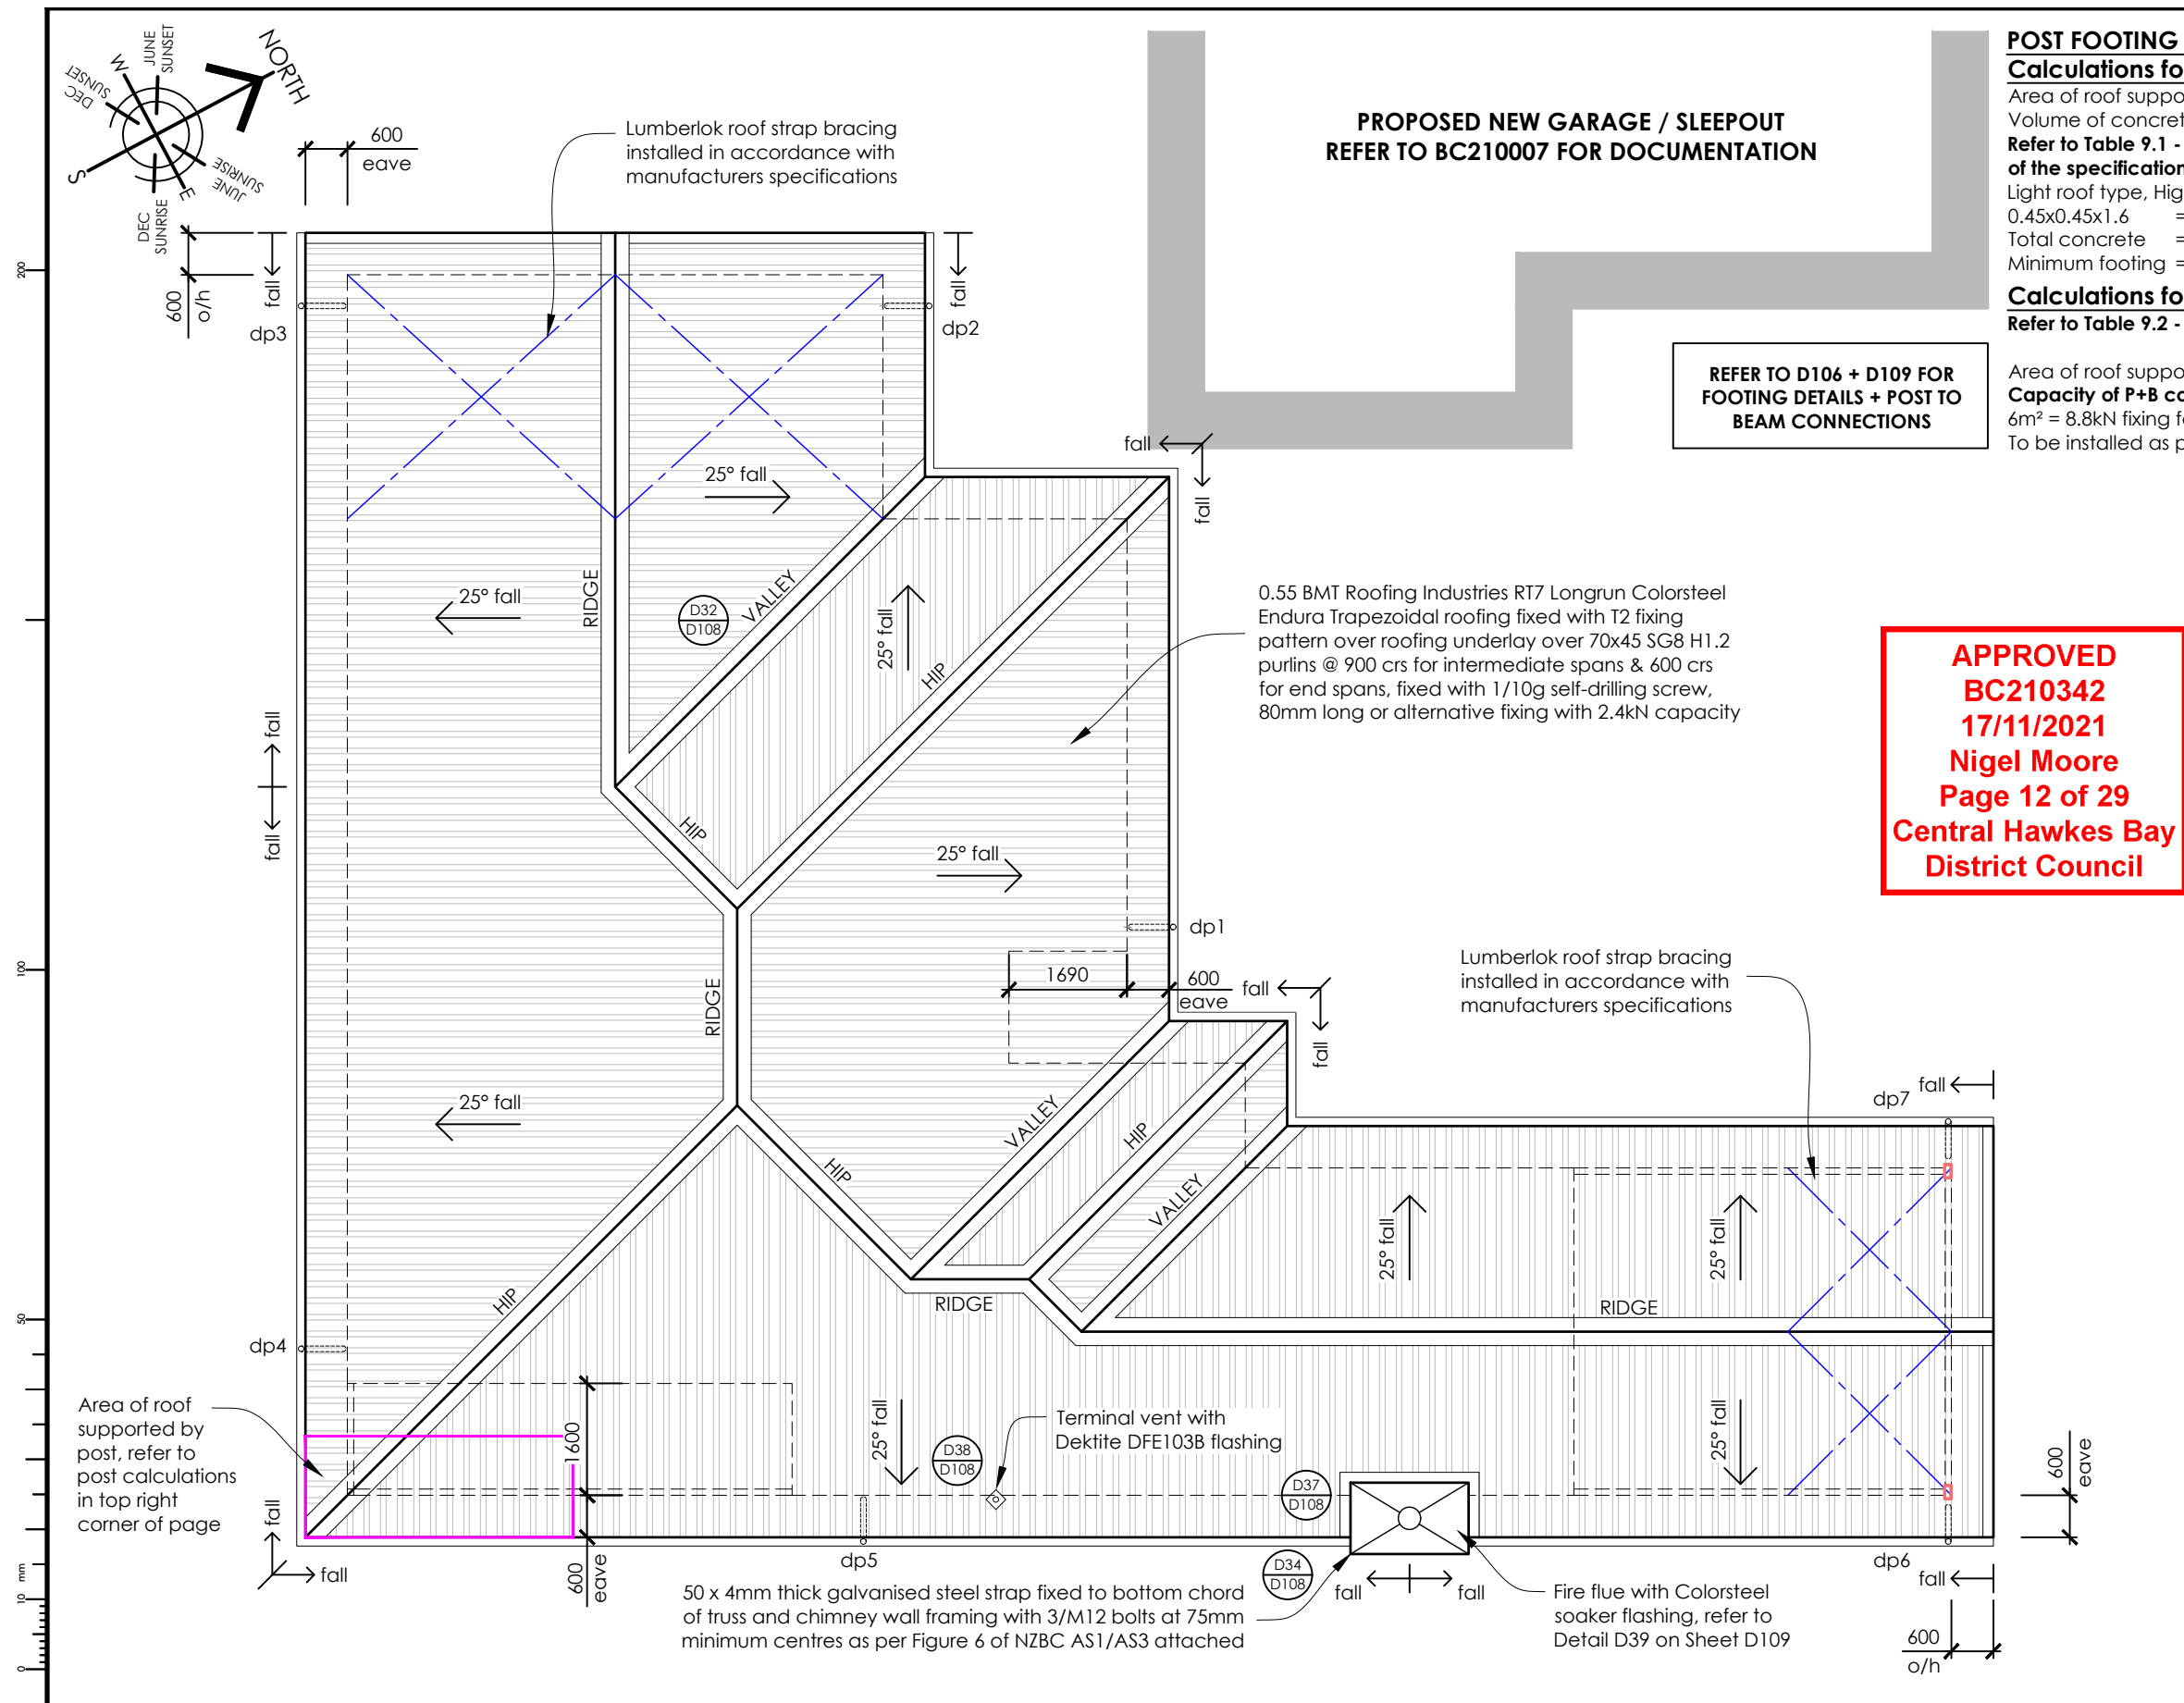 NORTH
JUNE
SUNSET
W
DEC
SUNSET
S
E
JUNE
SUNRISE
DEC
SUNRISE
600
eave
600
o/h
fall
fall
dp3
dp2
Lumberlok roof strap bracing
installed in accordance with
manufacturers specifications
PROPOSED NEW GARAGE / SLEEPOUT
REFER TO BC210007 FOR DOCUMENTATION
POST FOOTING
Calculations fo
Area of roof suppo
Volume of concret
Refer to Table 9.1 -
of the specification
Light roof type, Hig
0.45x0.45x1.6 =
Total concrete =
Minimum footing =
Calculations fo
Refer to Table 9.2 -
Area of roof suppo
Capacity of P+B co
6m² = 8.8kN fixing fo
To be installed as p
REFER TO D106 + D109 FOR
FOOTING DETAILS + POST TO
BEAM CONNECTIONS
fall
fall
25° fall
25° fall
RIDGE
D32
D108
VALLEY
25° fall
HIP
HIP
0.55 BMT Roofing Industries RT7 Longrun Colorsteel
Endura Trapezoidal roofing fixed with T2 fixing
pattern over roofing underlay over 70x45 SG8 H1.2
purlins @ 900 crs for intermediate spans & 600 crs
for end spans, fixed with 1/10g self-drilling screw,
80mm long or alternative fixing with 2.4kN capacity
APPROVED
BC210342
17/11/2021
Nigel Moore
Page 12 of 29
Central Hawkes Bay
District Council
fall
fall
25° fall
dp1
1690
600
eave
fall
fall
RIDGE
Lumberlok roof strap bracing
installed in accordance with
manufacturers specifications
25° fall
VALLEY
HIP
HIP
VALLEY
fall
dp7
25° fall
25° fall
RIDGE
RIDGE
HIP
dp4
Area of roof
supported by
post, refer to
post calculations
in top right
corner of page
1600
25° fall
D38
D108
Terminal vent with
Dektite DFE103B flashing
D37
D108
25° fall
600
eave
fall
fall
600
eave
dp5
dp6
D34
D108
fall
fall
fall
50 x 4mm thick galvanised steel strap fixed to bottom chord
of truss and chimney wall framing with 3/M12 bolts at 75mm
minimum centres as per Figure 6 of NZBC AS1/AS3 attached
Fire flue with Colorsteel
soaker flashing, refer to
Detail D39 on Sheet D109
600
o/h
200
100
50
10 mm
0